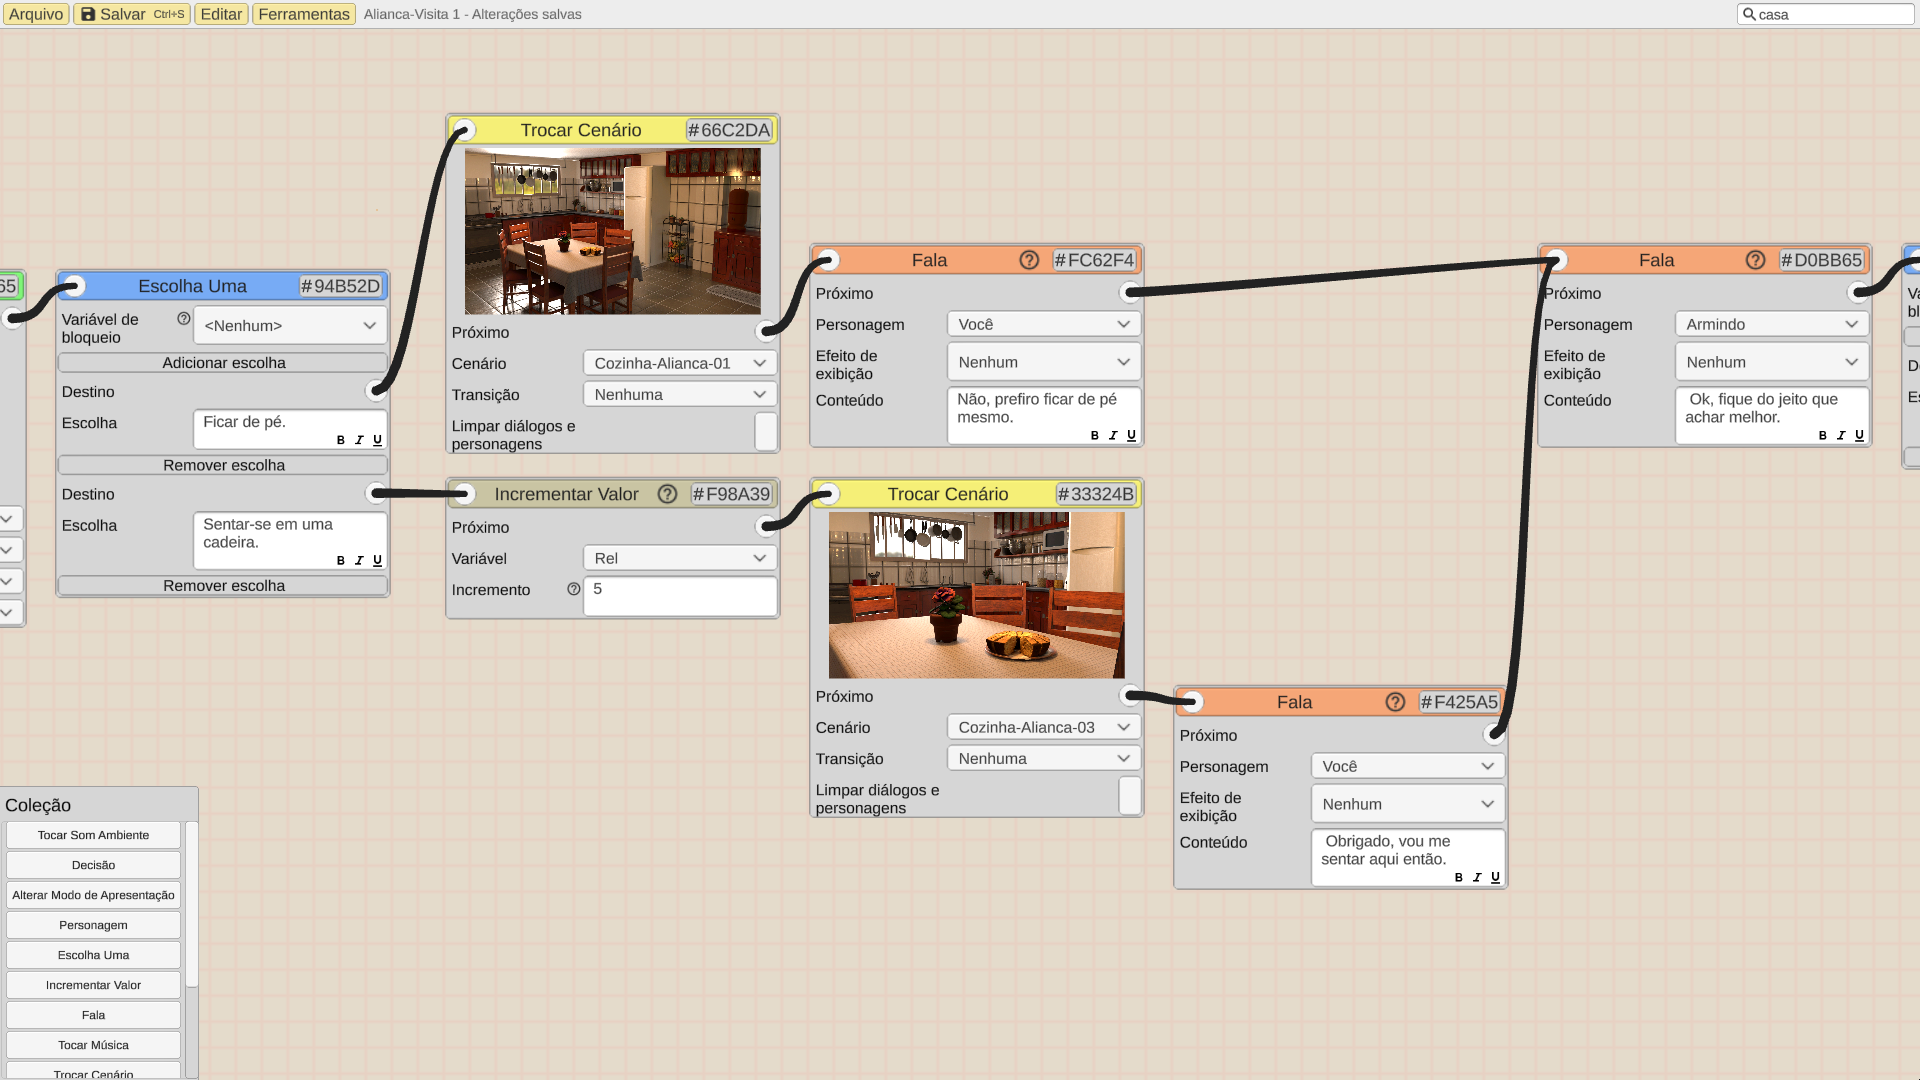 Arquivo
Salvar Ctrl+S
Editar
Ferramentas
Alianca-Visita 1 - Alterações salvas
casa
65
Escolha Uma
#94B52D
Variável de
bloqueio
<Nenhum>
Adicionar escolha
Destino
Escolha
Ficar de pé.
B I U
Remover escolha
Destino
Escolha
Sentar-se em uma
cadeira.
B I U
Remover escolha
Trocar Cenário
#66C2DA
Próximo
Cenário
Cozinha-Alianca-01
Transição
Nenhuma
Limpar diálogos e
personagens
Incrementar Valor
#F98A39
Próximo
Variável
Rel
Incremento
5
Fala
#FC62F4
Próximo
Personagem
Você
Efeito de
exibição
Nenhum
Conteúdo
Não, prefiro ficar de pé
mesmo.
B I U
Trocar Cenário
#33324B
Próximo
Cenário
Cozinha-Alianca-03
Transição
Nenhuma
Limpar diálogos e
personagens
Fala
#F425A5
Próximo
Personagem
Você
Efeito de
exibição
Nenhum
Conteúdo
Obrigado, vou me
sentar aqui então.
B I U
Fala
#D0BB65
Próximo
Personagem
Armindo
Efeito de
exibição
Nenhum
Conteúdo
Ok, fique do jeito que
achar melhor.
B I U
Coleção
Tocar Som Ambiente
Decisão
Alterar Modo de Apresentação
Personagem
Escolha Uma
Incrementar Valor
Fala
Tocar Música
Trocar Cenário